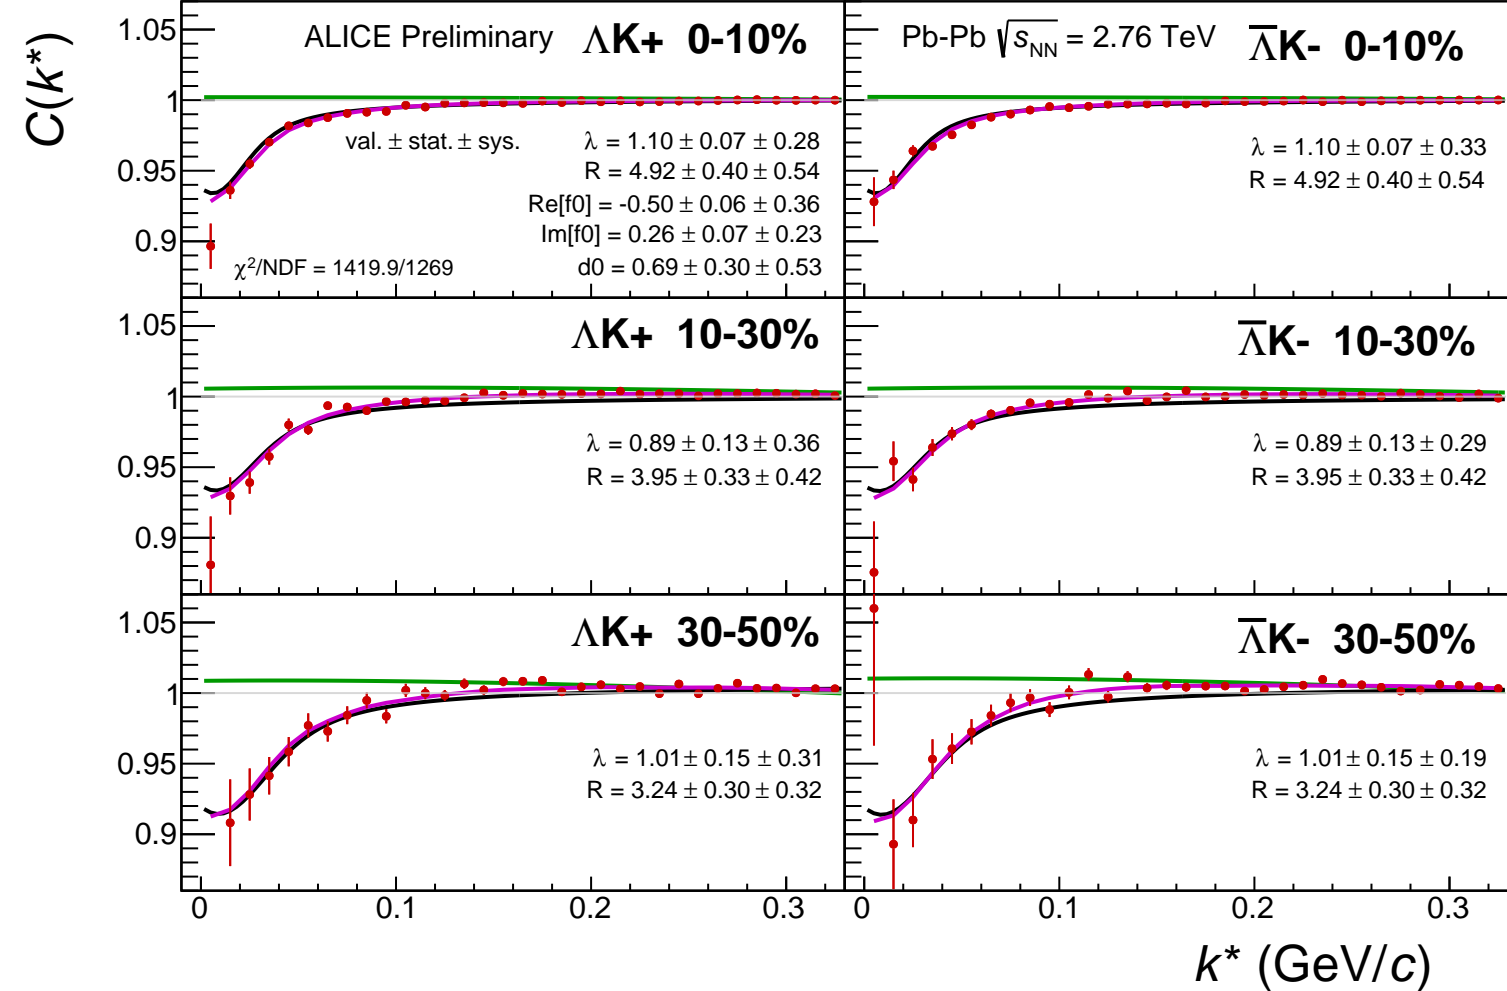 C(k*)
1.05
1
0.95
0.9
ALICE Preliminary ΛK+ 0-10%
val. ± stat. ± sys.
λ = 1.10 ± 0.07 ± 0.28
R = 4.92 ± 0.40 ± 0.54
Re[f0] = -0.50 ± 0.06 ± 0.36
Im[f0] = 0.26 ± 0.07 ± 0.23
χ²/NDF = 1419.9/1269
d0 = 0.69 ± 0.30 ± 0.53
Pb-Pb √sNN = 2.76 TeV Λ̅K- 0-10%
λ = 1.10 ± 0.07 ± 0.33
R = 4.92 ± 0.40 ± 0.54
1.05
1
0.95
0.9
ΛK+ 10-30%
λ = 0.89 ± 0.13 ± 0.36
R = 3.95 ± 0.33 ± 0.42
Λ̅K- 10-30%
λ = 0.89 ± 0.13 ± 0.29
R = 3.95 ± 0.33 ± 0.42
1.05
1
0.95
0.9
ΛK+ 30-50%
λ = 1.01 ± 0.15 ± 0.31
R = 3.24 ± 0.30 ± 0.32
Λ̅K- 30-50%
λ = 1.01 ± 0.15 ± 0.19
R = 3.24 ± 0.30 ± 0.32
0 0.1 0.2 0.3
0 0.1 0.2 0.3
k* (GeV/c)